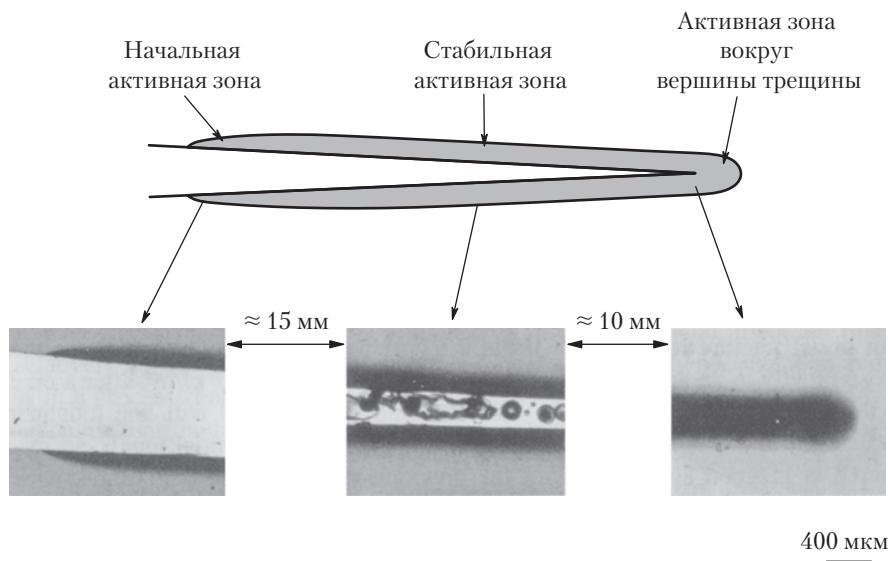 Начальная
активная зона
Стабильная
активная зона
Активная зона
вокруг
вершины трещины
≈ 15 мм
≈ 10 мм
400 мкм